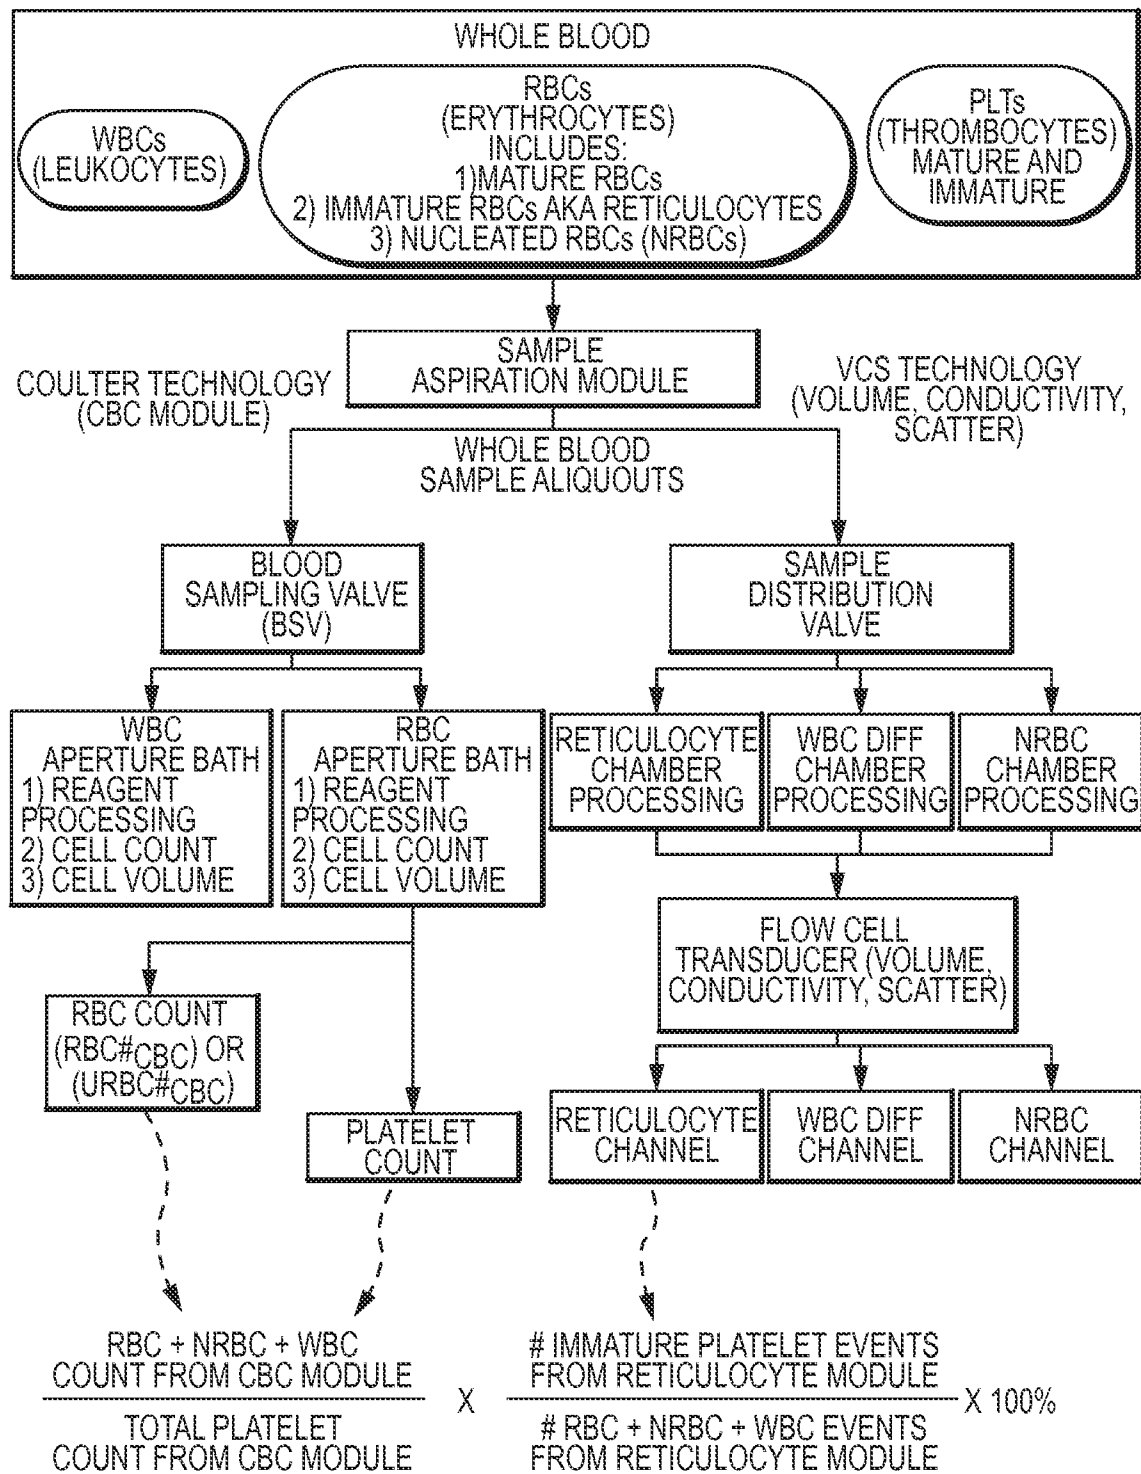 WHOLE BLOOD
WBCs
(LEUKOCYTES)
RBCs
(ERYTHROCYTES)
INCLUDES:
1)MATURE RBCs
2) IMMATURE RBCs AKA RETICULOCYTES
3) NUCLEATED RBCs (NRBCs)
PLTs
(THROMBOCYTES)
MATURE AND
IMMATURE
SAMPLE
ASPIRATION MODULE
COULTER TECHNOLOGY
(CBC MODULE)
VCS TECHNOLOGY
(VOLUME, CONDUCTIVITY,
SCATTER)
WHOLE BLOOD
SAMPLE ALIQUOUTS
BLOOD
SAMPLING VALVE
(BSV)
SAMPLE
DISTRIBUTION
VALVE
WBC
APERTURE BATH
1) REAGENT
PROCESSING
2) CELL COUNT
3) CELL VOLUME
RBC
APERTURE BATH
1) REAGENT
PROCESSING
2) CELL COUNT
3) CELL VOLUME
RETICULOCYTE
CHAMBER
PROCESSING
WBC DIFF
CHAMBER
PROCESSING
NRBC
CHAMBER
PROCESSING
FLOW CELL
TRANSDUCER (VOLUME,
CONDUCTIVITY, SCATTER)
RBC COUNT
(RBC#CBC) OR
(URBC#CBC)
PLATELET
COUNT
RETICULOCYTE
CHANNEL
WBC DIFF
CHANNEL
NRBC
CHANNEL
RBC + NRBC + WBC
COUNT FROM CBC MODULE
TOTAL PLATELET
COUNT FROM CBC MODULE
X
# IMMATURE PLATELET EVENTS
FROM RETICULOCYTE MODULE
# RBC + NRBC + WBC EVENTS
FROM RETICULOCYTE MODULE
X 100%